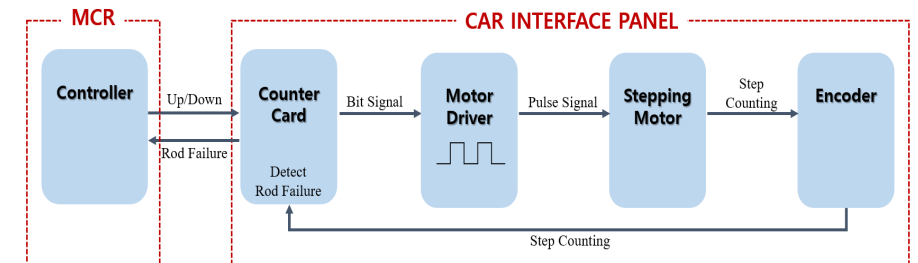 MCR
CAR INTERFACE PANEL
Controller
Up/Down
Rod Failure
Counter
Card
Detect
Rod Failure
Bit Signal
Motor
Driver
Pulse Signal
Stepping
Motor
Step
Counting
Encoder
Step Counting